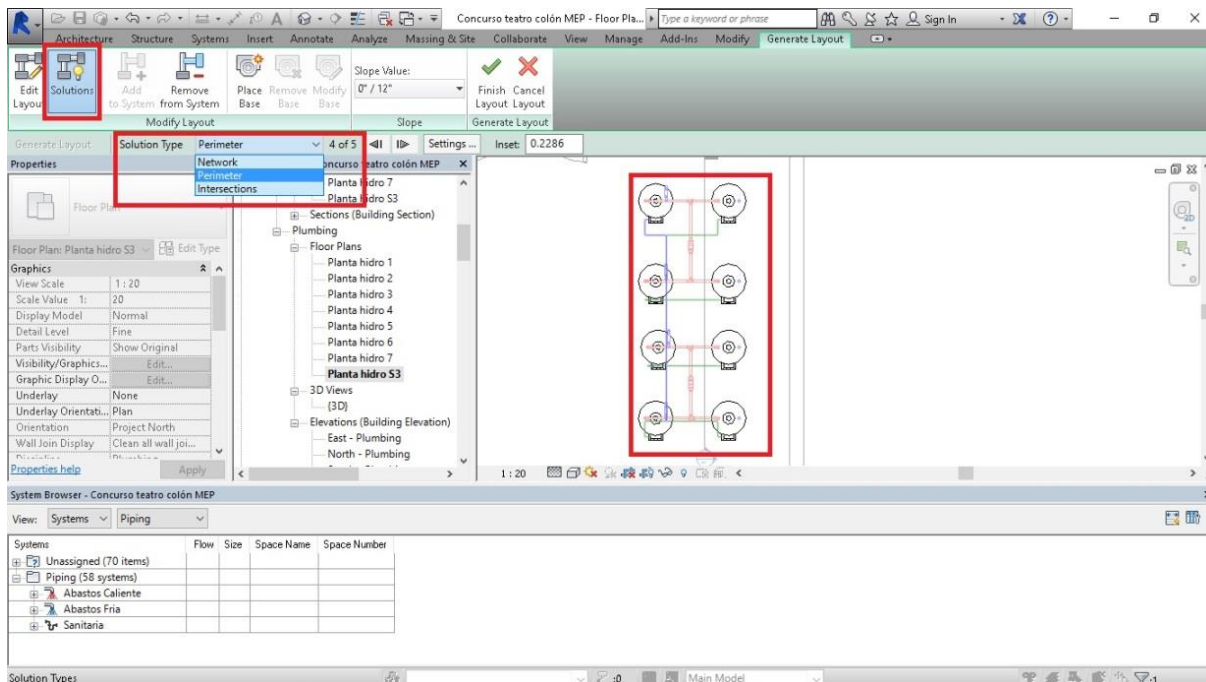 Concurso teatro colón MEP - Floor Pla...
Type a keyword or phrase
Sign In
Architecture Structure Systems Insert Annotate Analyze Massing & Site Collaborate View Manage Add-Ins Modify Generate Layout
Edit Layou
Solutions
Add to System
Remove from System
Place Base
Remove Base
Modify Base
Slope Value:
0" / 12"
Finish Layout
Cancel Layout
Modify Layout Slope Generate Layout
Generate Layout Solution Type Perimeter 4 of 5 Settings ... Inset: 0.2286
Network
Perimeter
Intersections
Properties
oncurso teatro colón MEP
Floor Plan
Floor Plan: Planta hidro S3 Edit Type
Graphics
View Scale 1 : 20
Scale Value 1: 20
Display Model Normal
Detail Level Fine
Parts Visibility Show Original
Visibility/Graphics... Edit...
Graphic Display O... Edit...
Underlay None
Underlay Orientati... Plan
Orientation Project North
Wall Join Display Clean all wall joi...
Properties help Apply
Planta hidro 7
Planta hidro S3
Sections (Building Section)
Plumbing
Floor Plans
Planta hidro 1
Planta hidro 2
Planta hidro 3
Planta hidro 4
Planta hidro 5
Planta hidro 6
Planta hidro 7
Planta hidro S3
3D Views
{3D}
Elevations (Building Elevation)
East - Plumbing
North - Plumbing
2D
1 : 20
System Browser - Concurso teatro colón MEP
View: Systems Piping
Systems Flow Size Space Name Space Number
Unassigned (70 items)
Piping (58 systems)
Abastos Caliente
Abastos Fria
Sanitaria
Solution Types :0 Main Model :1